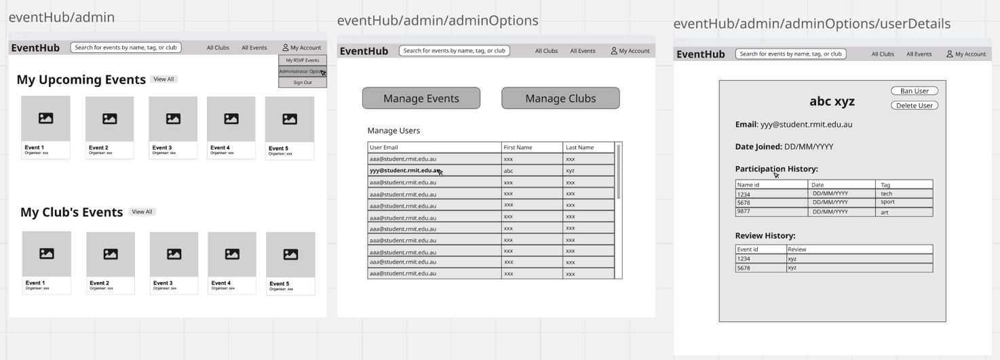 eventHub/admin
EventHub
Search for events by name, tag, or club
All Clubs
All Events
My Account
My RSVP Events
Administrator
Sign Out
My Upcoming Events
View All
Event 1
Organiser: xxx
Event 2
Organiser: xxx
Event 3
Organiser: xxx
Event 4
Organiser: xxx
Event 5
Organiser: xxx
My Club's Events
View All
Event 1
Organiser: xxx
Event 2
Organiser: xxx
Event 3
Organiser: xxx
Event 4
Organiser: xxx
Event 5
Organiser: xxx
eventHub/admin/adminOptions
EventHub
Search for events by name, tag, or club
All Clubs
All Events
My Account
Manage Events
Manage Clubs
Manage Users
User Email First Name Last Name
aaa@student.rmit.edu.au xxx xxx
yyy@student.rmit.edu.au abc xyz
aaa@student.rmit.edu.au xxx xxx
aaa@student.rmit.edu.au xxx xxx
aaa@student.rmit.edu.au xxx xxx
aaa@student.rmit.edu.au xxx xxx
aaa@student.rmit.edu.au xxx xxx
aaa@student.rmit.edu.au xxx xxx
aaa@student.rmit.edu.au xxx xxx
aaa@student.rmit.edu.au xxx xxx
aaa@student.rmit.edu.au xxx xxx
eventHub/admin/adminOptions/userDetails
EventHub
Search for events by name, tag, or club
All Clubs
All Events
My Account
Ban User
Delete User
abc xyz
Email: yyy@student.rmit.edu.au
Date Joined: DD/MM/YYYY
Participation History:
Name id Date Tag
1234 DD/MM/YYYY tech
5678 DD/MM/YYYY sport
9877 DD/MM/YYYY art
Review History:
Event id Review
1234 xyz
5678 xyz